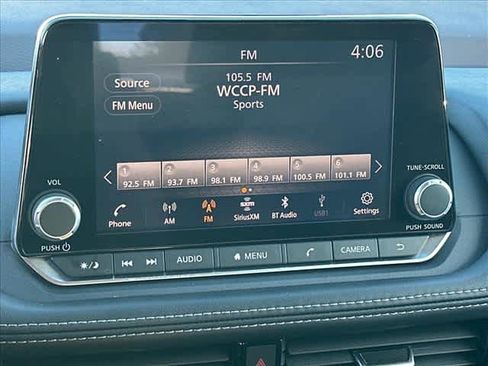 FM
4:06
Source
105.5 FM
FM Menu
WCCP-FM
Sports
1 2 3 4 5 6
92.5 FM 93.7 FM 98.1 FM 98.9 FM 100.5 FM 101.1 FM
VOL
TUNE·SCROLL
PUSH
PUSH SOUND
Phone AM FM SiriusXM BT Audio USB1 Settings
SXM
AUDIO MENU CAMERA